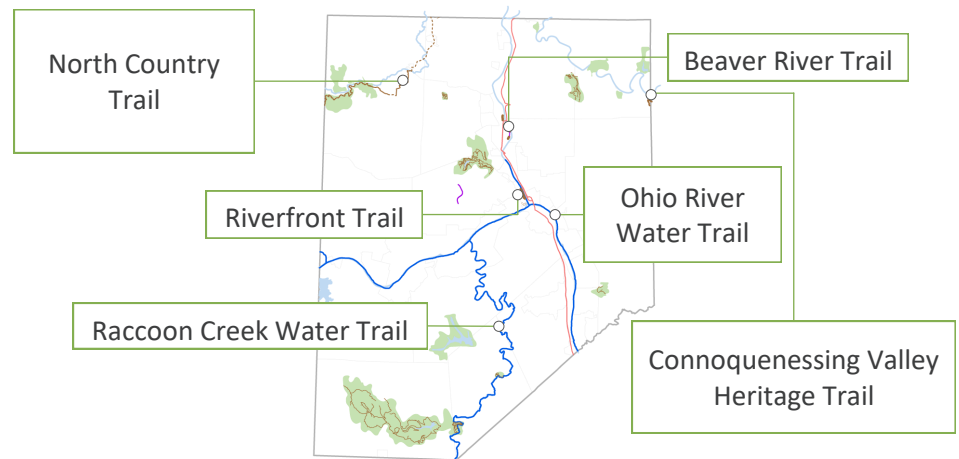 North Country
Trail
Beaver River Trail
Riverfront Trail
Ohio River
Water Trail
Raccoon Creek Water Trail
Connoquenessing Valley
Heritage Trail